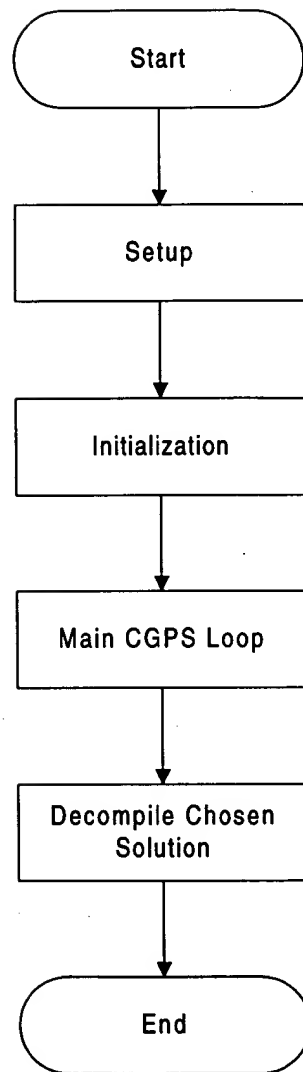 Start
Setup
Initialization
Main CGPS Loop
Decompile Chosen
Solution
End